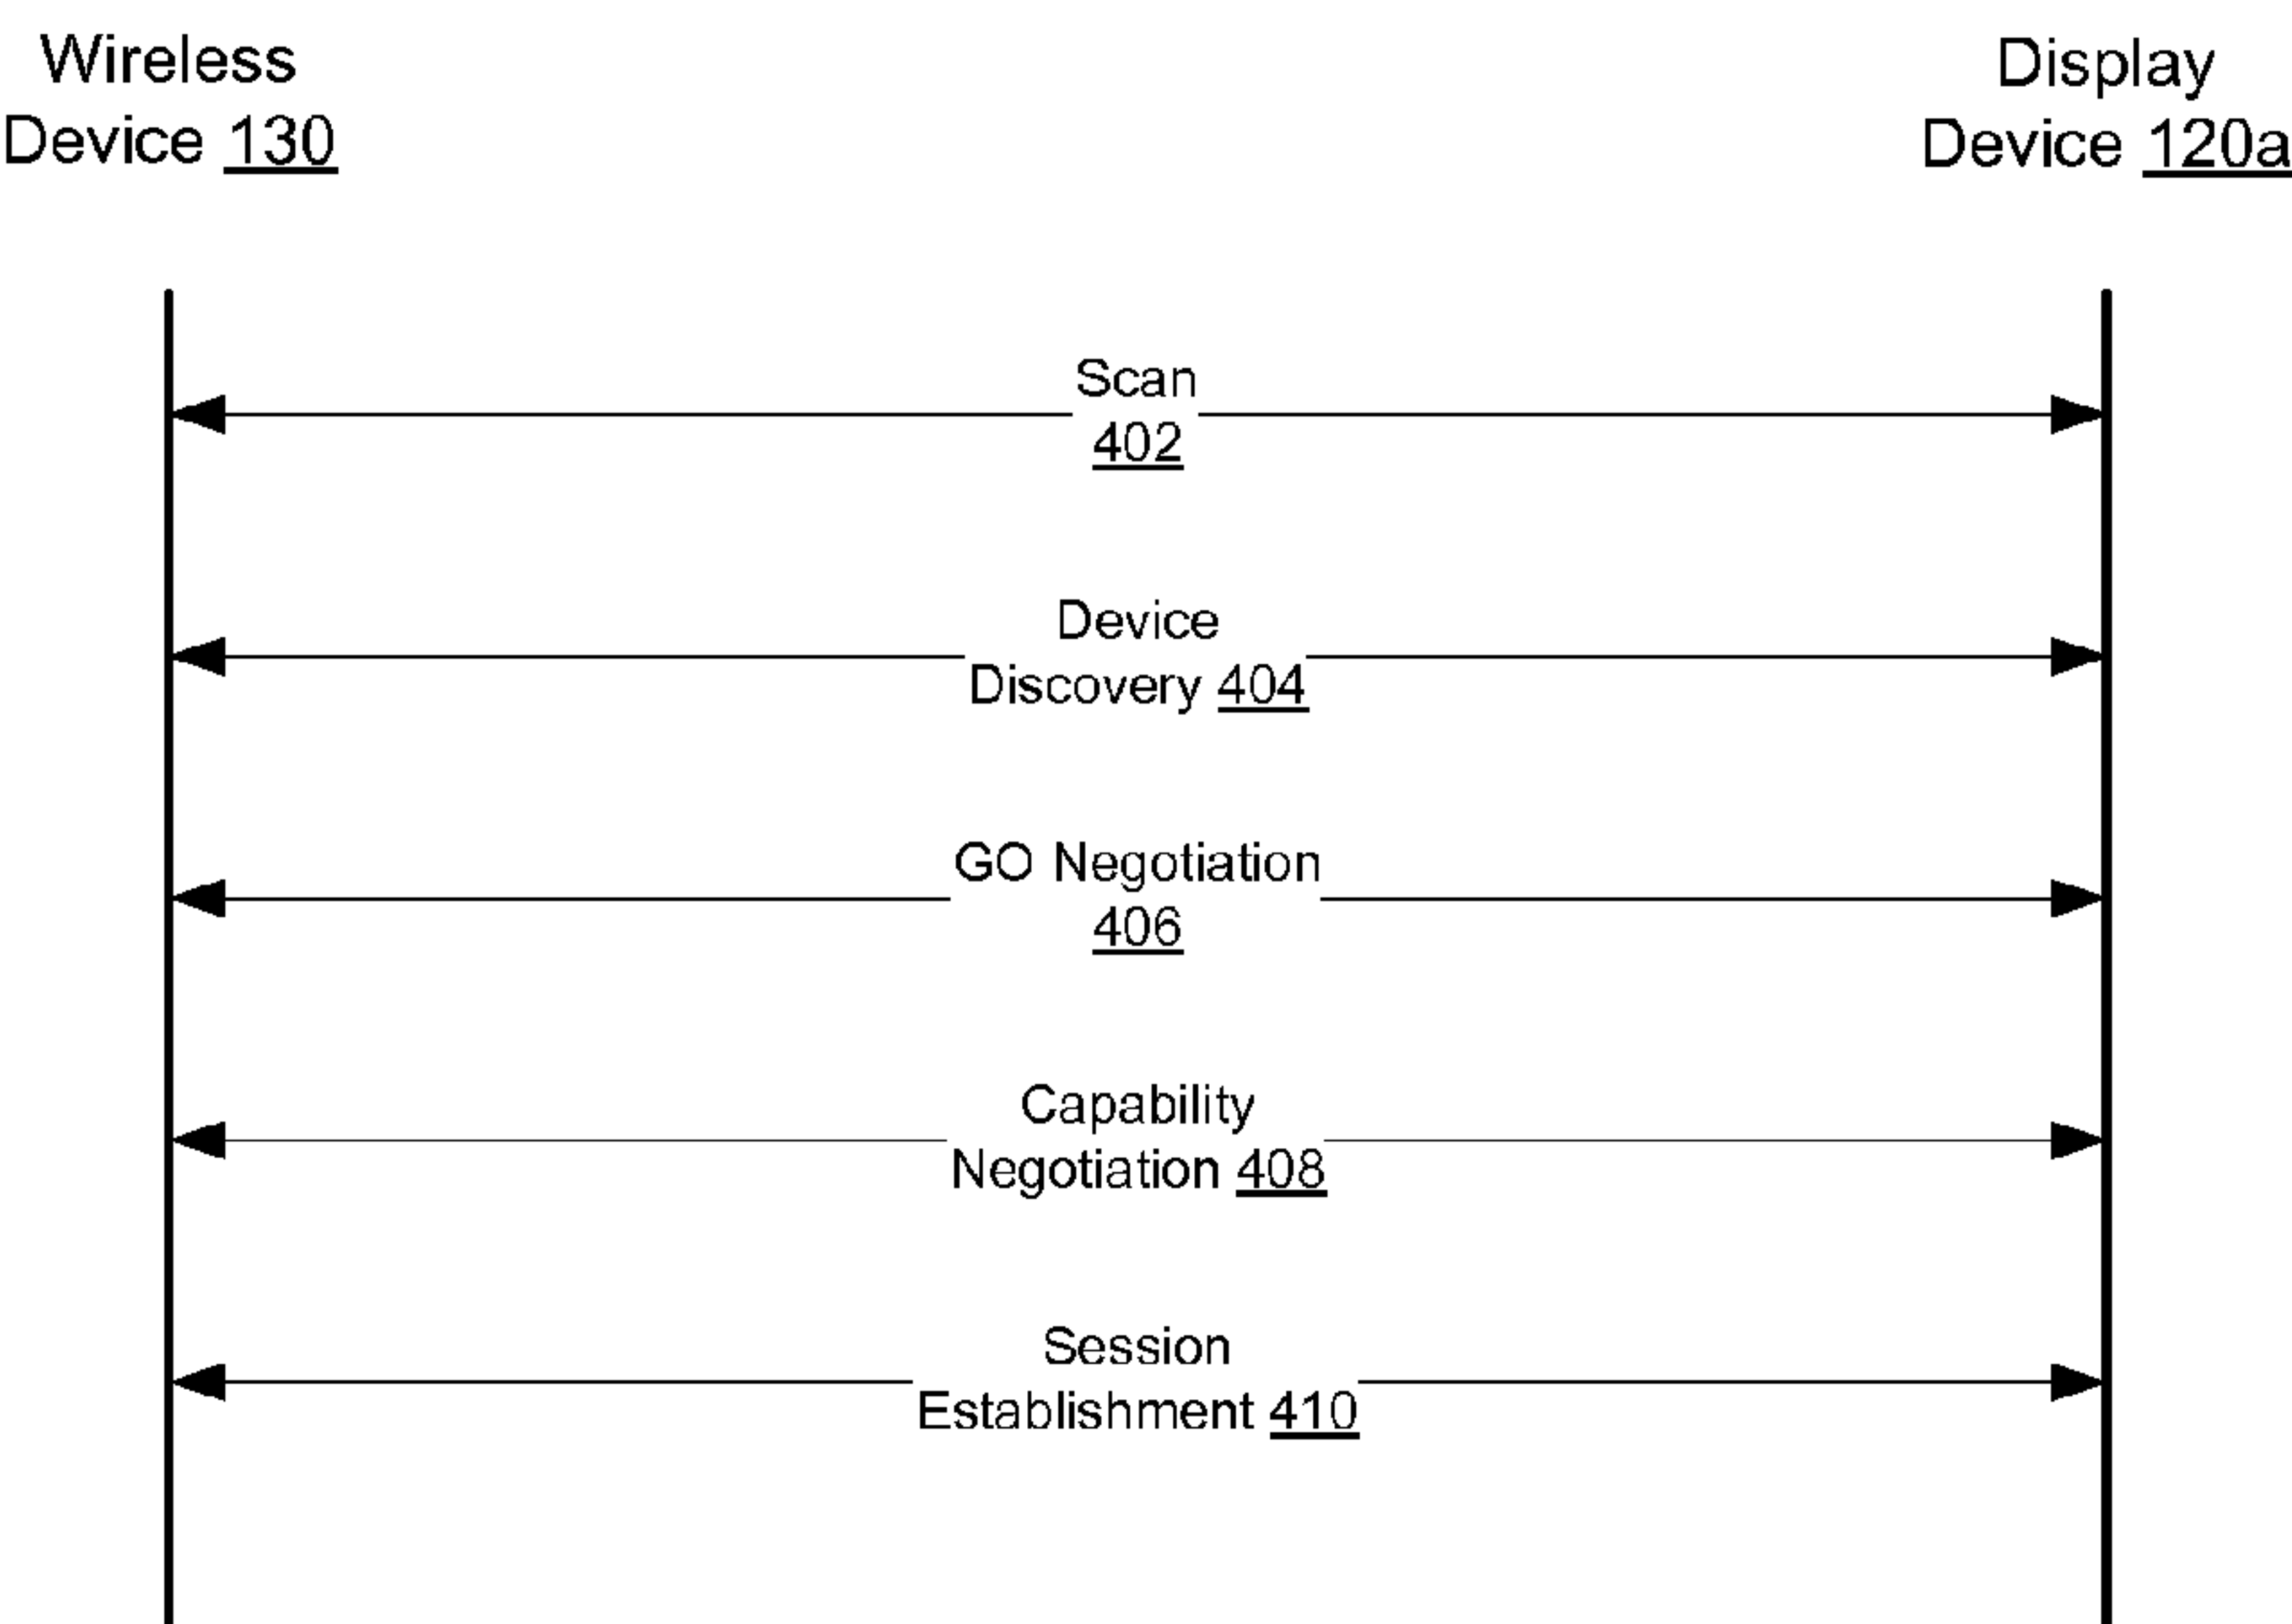 Wireless
Device 130
Display
Device 120a
Scan
402
Device
Discovery 404
GO Negotiation
406
Capability
Negotiation 408
Session
Establishment 410